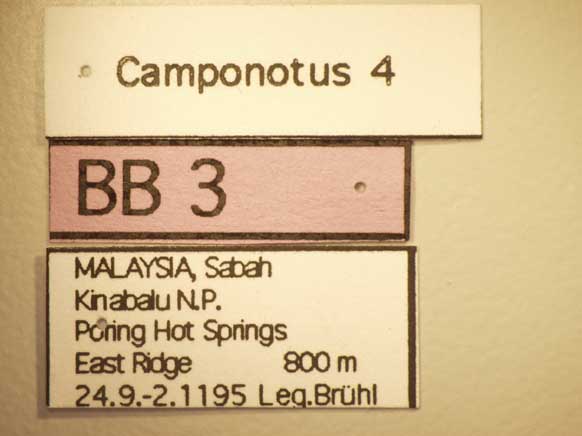 Camponotus 4
BB 3
MALAYSIA, Sabah
Kinabalu N.P.
Poring Hot Springs
East Ridge 800 m
24.9.-2.1195 Leg.Brühl